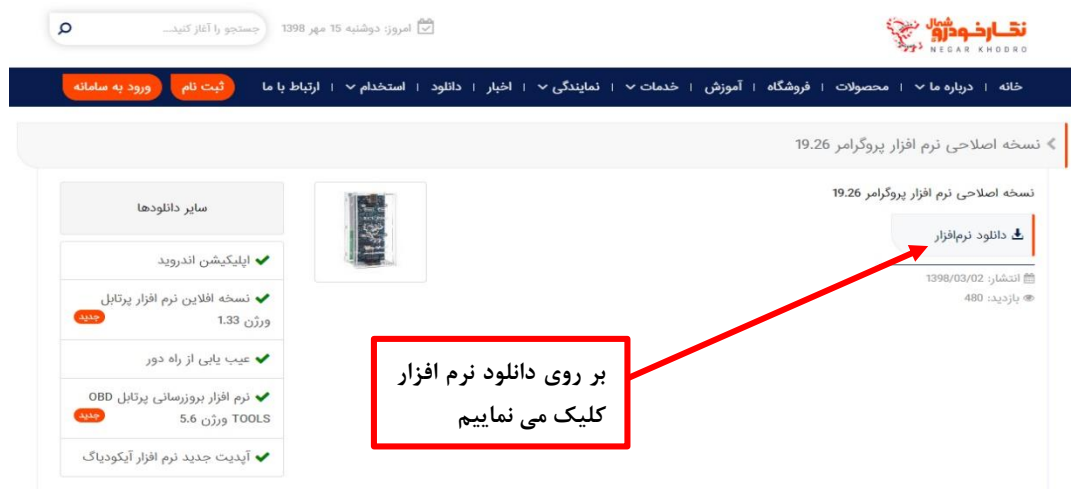 نگارخودرو شمال
NEGAR KHODRO
امروز: دوشنبه 15 مهر 1398
جستجو را آغاز کنید...
خانه | درباره ما | محصولات | فروشگاه | آموزش | خدمات | نمایندگی | اخبار | دانلود | استخدام | ارتباط با ما
ثبت نام
ورود به سامانه
نسخه اصلاحی نرم افزار پروگرامر 19.26
نسخه اصلاحی نرم افزار پروگرامر 19.26
دانلود نرم‌افزار
انتشار: 1398/03/02
بازدید: 480
بر روی دانلود نرم افزار
کلیک می نماییم
سایر دانلودها
اپلیکیشن اندروید
نسخه افلاین نرم افزار پرتابل
ورژن 1.33 جدید
عیب یابی از راه دور
نرم افزار بروزرسانی پرتابل OBD
TOOLS ورژن 5.6 جدید
آپدیت جدید نرم افزار آیکودیاگ